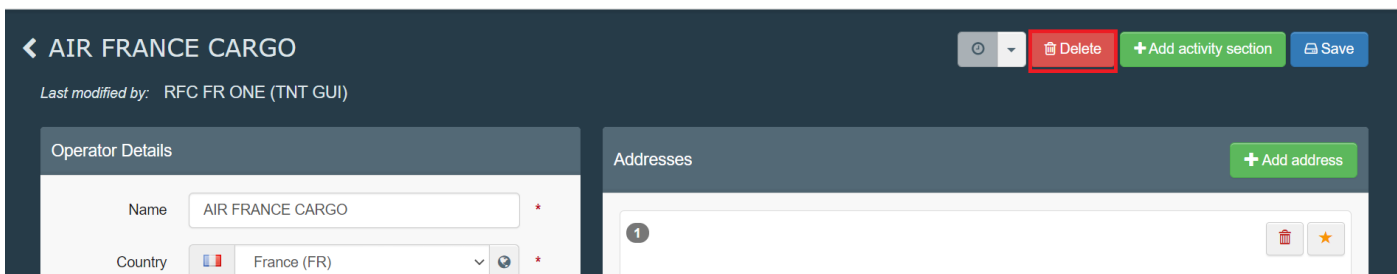 AIR FRANCE CARGO
Delete
Add activity section
Save
Last modified by: RFC FR ONE (TNT GUI)
Operator Details
Name AIR FRANCE CARGO *
Country France (FR) *
Addresses
Add address
1